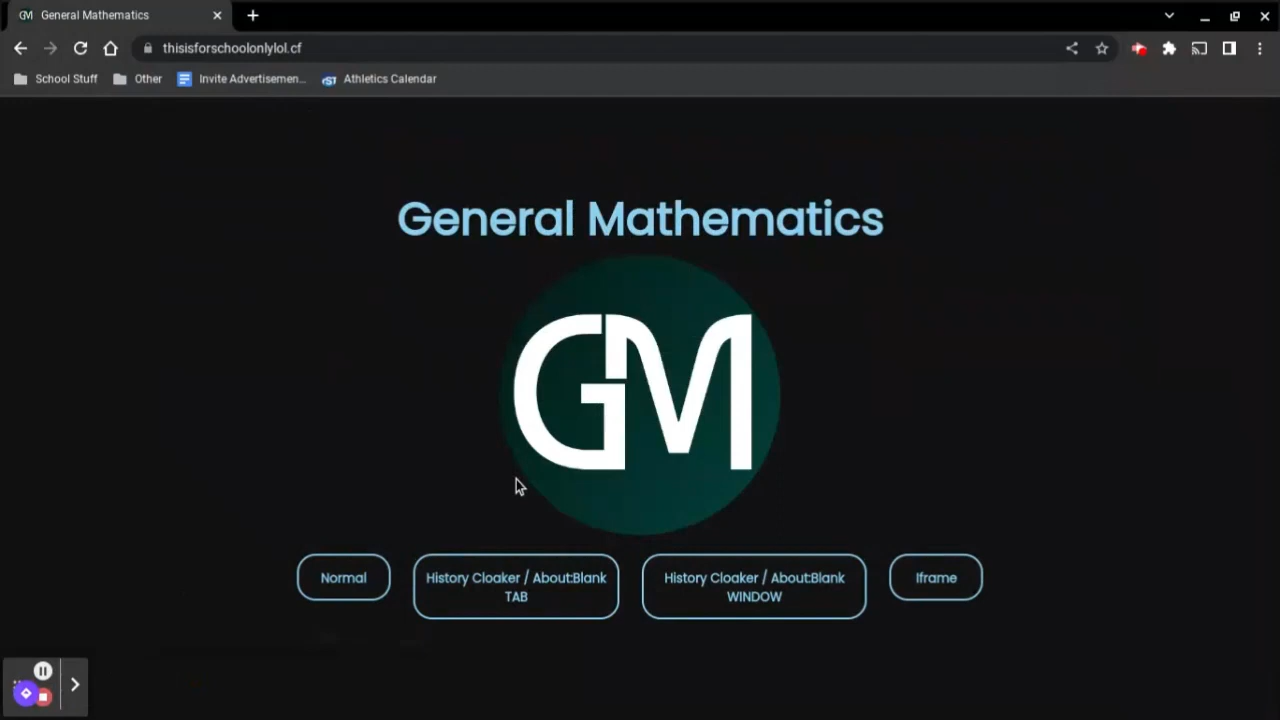 General Mathematics
thisisforschoolonlylol.cf
School Stuff
Other
Invite Advertisemen...
Athletics Calendar
General Mathematics
GM
Normal
History Cloaker / About:Blank
TAB
History Cloaker / About:Blank
WINDOW
Iframe